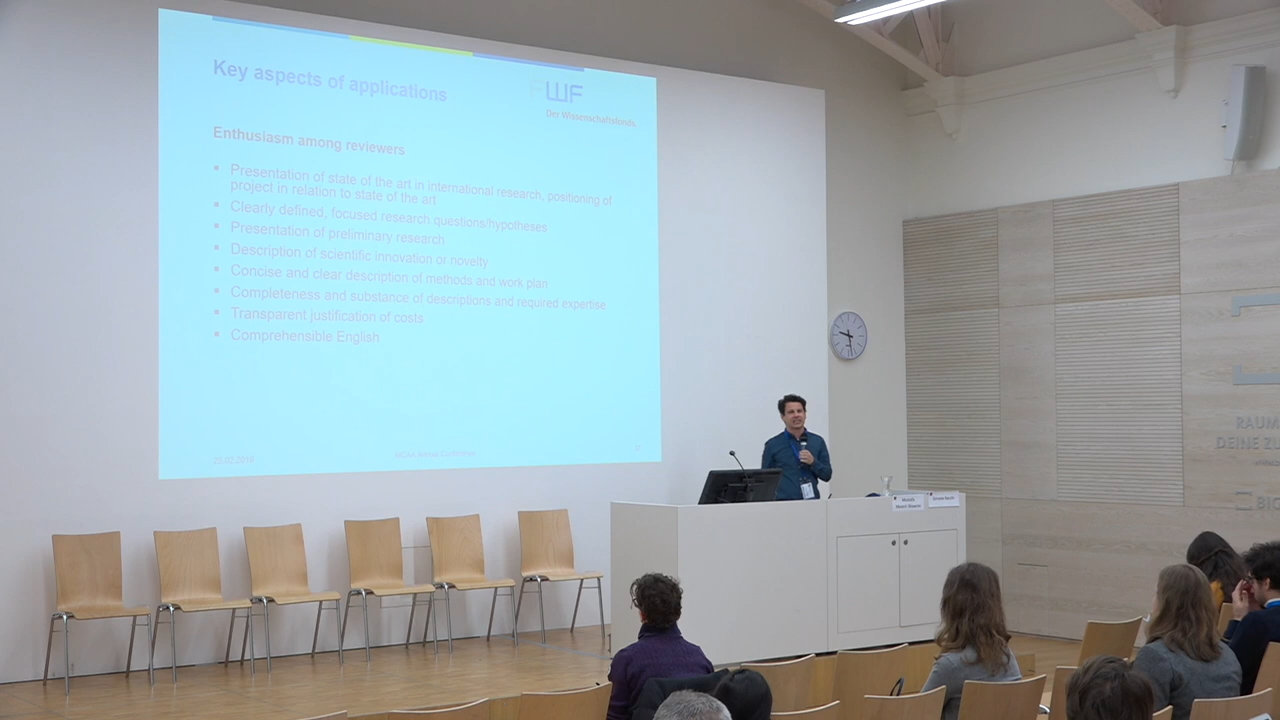 Key aspects of applications
FWF
Der Wissenschaftsfonds.
Enthusiasm among reviewers
▪ Presentation of state of the art in international research, positioning of
project in relation to state of the art
▪ Clearly defined, focused research questions/hypotheses
▪ Presentation of preliminary research
▪ Description of scientific innovation or novelty
▪ Concise and clear description of methods and work plan
▪ Completeness and substance of descriptions and required expertise
▪ Transparent justification of costs
▪ Comprehensible English
RAUM
DEINE ZU